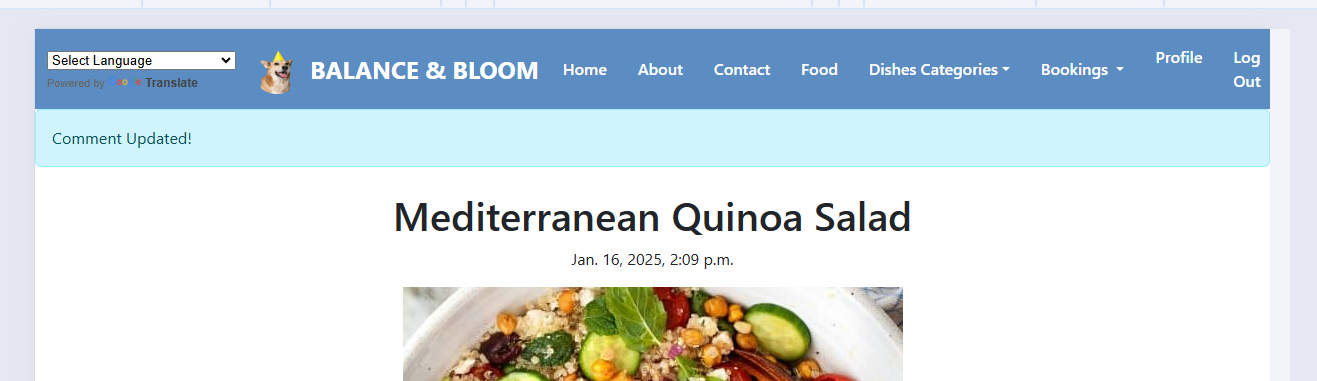 Select Language
Powered by Google Translate
BALANCE & BLOOM
Home
About
Contact
Food
Dishes Categories
Bookings
Profile
Log
Out
Comment Updated!
Mediterranean Quinoa Salad
Jan. 16, 2025, 2:09 p.m.